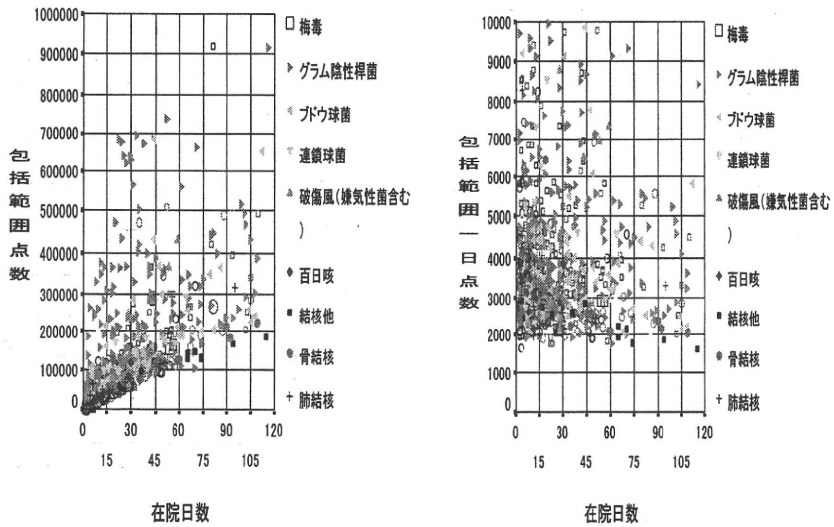 1000000
900000
800000
700000
600000
500000
400000
300000
200000
100000
0
包括範囲点数
0 30 60 90 120
15 45 75 105
在院日数
梅毒
グラム陰性桿菌
ブドウ球菌
連鎖球菌
破傷風(嫌気性菌含む
)
百日咳
結核他
骨結核
肺結核
10000
9000
8000
7000
6000
5000
4000
3000
2000
1000
0
包括範囲一日点数
0 30 60 90 120
15 45 75 105
在院日数
梅毒
グラム陰性桿菌
ブドウ球菌
連鎖球菌
破傷風(嫌気性菌含む
)
百日咳
結核他
骨結核
肺結核